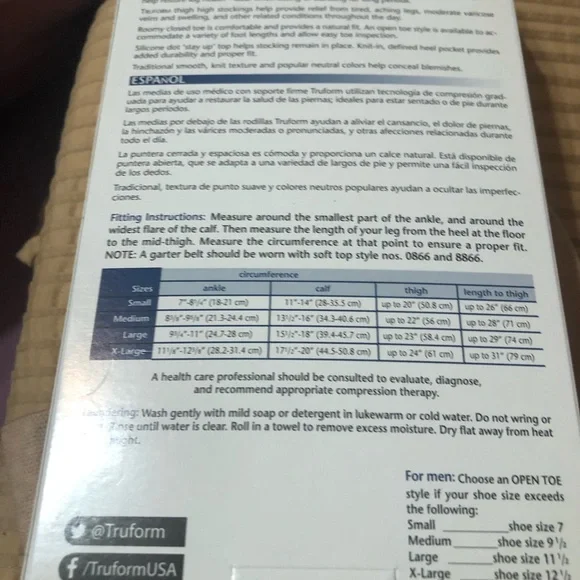 Truform thigh high stockings help provide relief from tired, aching legs, moderate varicose
veins and swelling, and other related conditions throughout the day.
Roomy closed toe is comfortable and provides a natural fit. An open toe style is available to ac-
commodate a variety of foot lengths and allow easy toe inspection.
Silicone dot 'stay up' top helps stocking remain in place. Knit-in, defined heel pocket provides
added durability and proper fit.
Traditional smooth, knit texture and popular neutral colors help conceal blemishes.
ESPAÑOL
Las medias de uso médico con soporte firme Truform utilizan tecnología de compresión grad-
uada para ayudar a restaurar la salud de las piernas; ideales para estar sentado o de pie durante
largos períodos.
Las medias por debajo de las rodillas Truform ayudan a aliviar el cansancio, el dolor de piernas,
la hinchazón y las várices moderadas o pronunciadas, y otras afecciones relacionadas durante
todo el día.
La puntera cerrada y espaciosa es cómoda y proporciona un calce natural. Está disponible de
puntera abierta, que se adapta a una variedad de largos de pie y permite una fácil inspección
de los dedos.
Tradicional, textura de punto suave y colores neutros populares ayudan a ocultar las imperfec-
ciones.
Fitting Instructions: Measure around the smallest part of the ankle, and around the
widest flare of the calf. Then measure the length of your leg from the heel at the floor
to the mid-thigh. Measure the circumference at that point to ensure a proper fit.
NOTE: A garter belt should be worn with soft top style nos. 0866 and 8866.
circumference
Sizes ankle calf thigh length to thigh
Small 7"-8¼" (18-21 cm) 11"-14" (28-35.5 cm) up to 20" (50.8 cm) up to 26" (66 cm)
Medium 8³/₈"-9⁵/₈" (21.3-24.4 cm) 13½"-16" (34.3-40.6 cm) up to 22" (56 cm) up to 28" (71 cm)
Large 9¾"-11" (24.7-28 cm) 15½"-18" (39.4-45.7 cm) up to 23" (58.4 cm) up to 29" (74 cm)
X-Large 11¹/₈"-12³/₈" (28.2-31.4 cm) 17½"-20" (44.5-50.8 cm) up to 24" (61 cm) up to 31" (79 cm)
A health care professional should be consulted to evaluate, diagnose,
and recommend appropriate compression therapy.
Wash gently with mild soap or detergent in lukewarm or cold water. Do not wring or
until water is clear. Roll in a towel to remove excess moisture. Dry flat away from heat
For men: Choose an OPEN TOE
style if your shoe size exceeds
the following:
Small ________ shoe size 7
Medium ________ shoe size 9 ½
Large ________ shoe size 11 ½
X-Large ________ shoe size 12 ½
@Truform
/TruformUSA